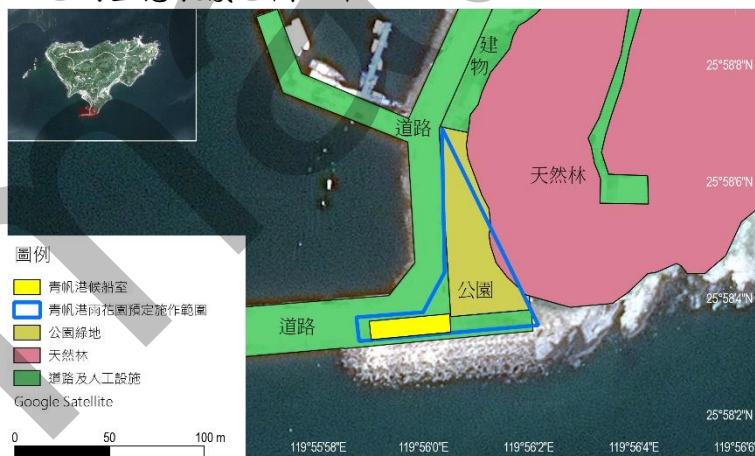 建物
25°58'8"N
道路
天然林
25°58'6"N
圖例
青帆港候船室
青帆港雨花園預定施作範圍
公園綠地
天然林
道路及人工設施
Google Satellite
0 50 100 m
公園
25°58'4"N
道路
25°58'2"N
119°55'58"E 119°56'0"E 119°56'2"E 119°56'4"E 119°56'6"